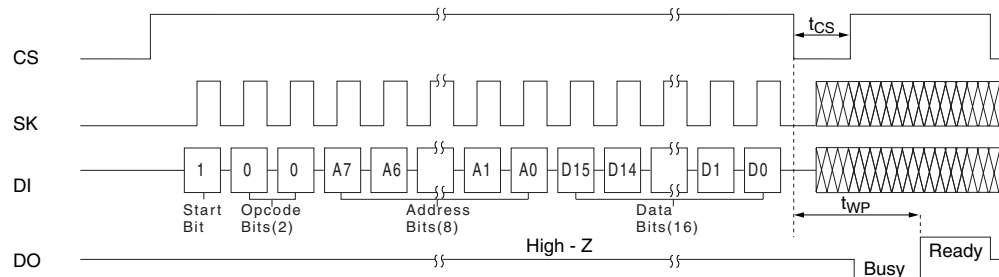 CS
tCS
SK
DI
1 0 0 A7 A6 A1 A0 D15 D14 D1 D0
Start
Bit
Opcode
Bits(2)
Address
Bits(8)
Data
Bits(16)
tWP
DO
High - Z
Busy
Ready